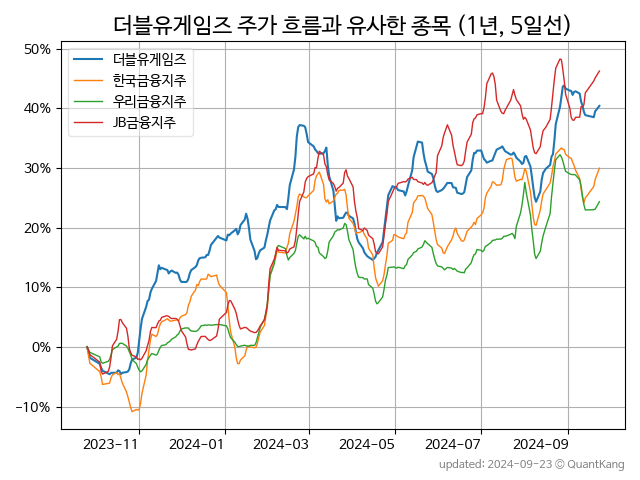 더블유게임즈 주가 흐름과 유사한 종목 (1년, 5일선)
50%
40%
30%
20%
10%
0%
-10%
더블유게임즈
한국금융지주
우리금융지주
JB금융지주
2023-11
2024-01
2024-03
2024-05
2024-07
2024-09
updated: 2024-09-23 © QuantKang